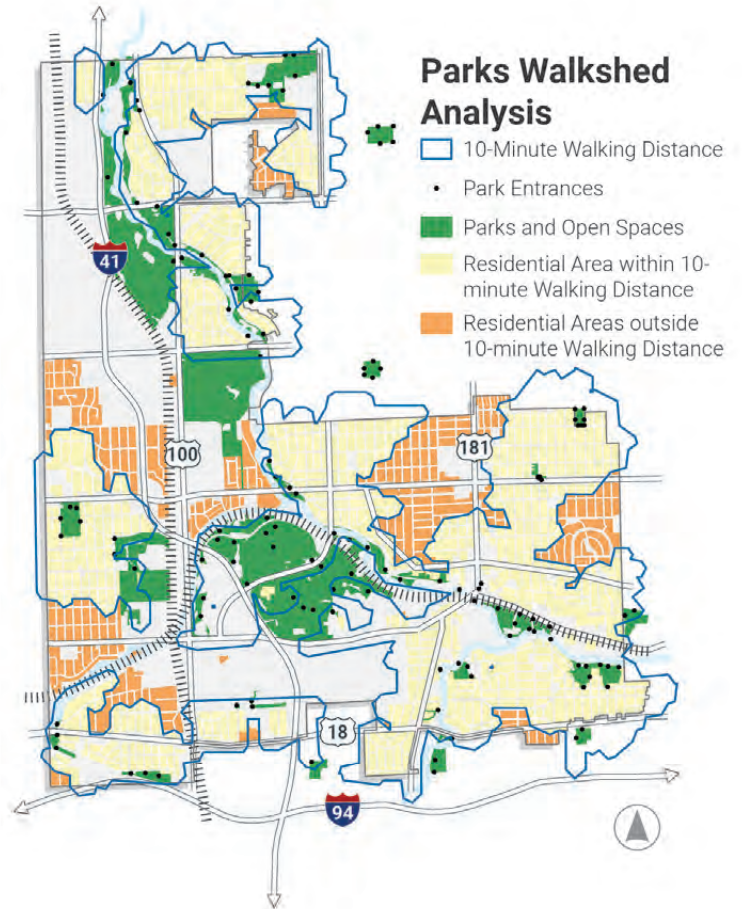 Parks Walkshed
Analysis
10-Minute Walking Distance
Park Entrances
Parks and Open Spaces
Residential Area within 10-
minute Walking Distance
Residential Areas outside
10-minute Walking Distance
41
100
181
18
94